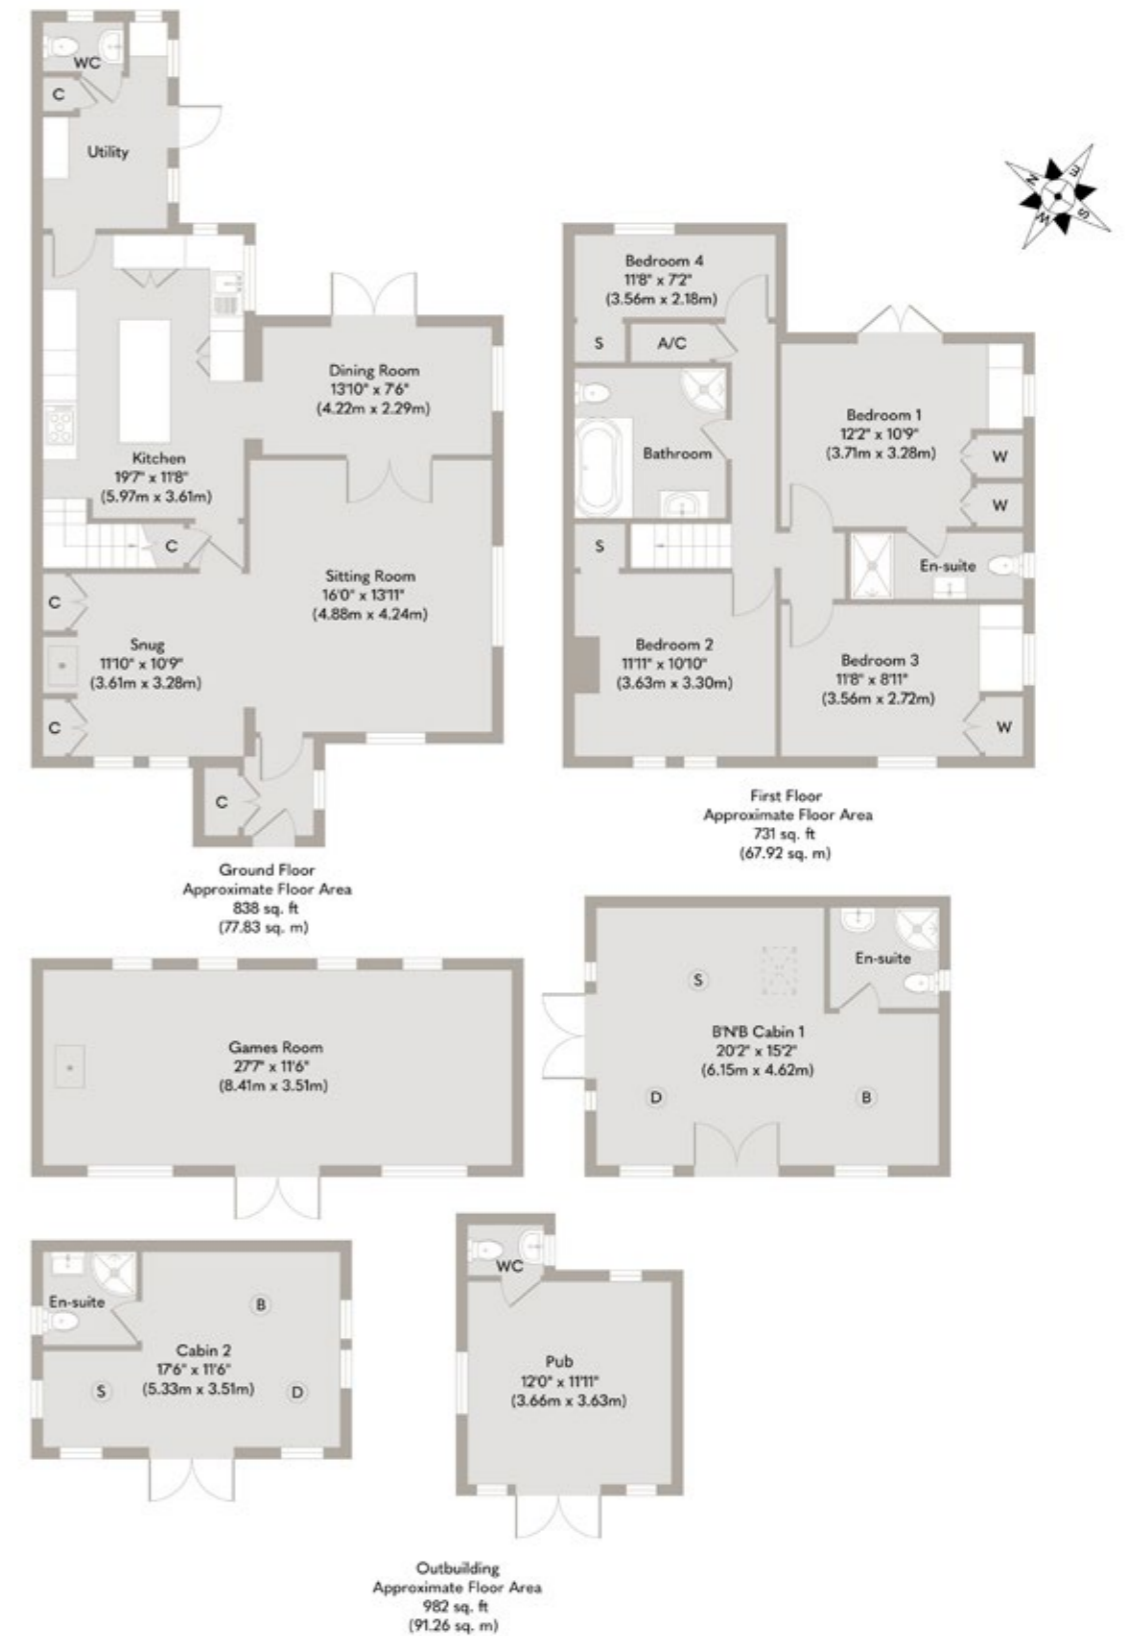 WC
C
Utility
Kitchen
19'7" x 11'8"
(5.97m x 3.61m)
Dining Room
13'10" x 7'6"
(4.22m x 2.29m)
C
Sitting Room
16'0" x 13'11"
(4.88m x 4.24m)
C
Snug
11'10" x 10'9"
(3.61m x 3.28m)
C
C
Ground Floor
Approximate Floor Area
838 sq. ft
(77.83 sq. m)
N
E
S
W
Bedroom 4
11'8" x 7'2"
(3.56m x 2.18m)
S
A/C
Bathroom
Bedroom 1
12'2" x 10'9"
(3.71m x 3.28m)
W
W
S
En-suite
Bedroom 2
11'11" x 10'10"
(3.63m x 3.30m)
Bedroom 3
11'8" x 8'11"
(3.56m x 2.72m)
W
First Floor
Approximate Floor Area
731 sq. ft
(67.92 sq. m)
Games Room
27'7" x 11'6"
(8.41m x 3.51m)
En-suite
S
B'N'B Cabin 1
20'2" x 15'2"
(6.15m x 4.62m)
D
B
En-suite
B
Cabin 2
17'6" x 11'6"
(5.33m x 3.51m)
S
D
WC
Pub
12'0" x 11'11"
(3.66m x 3.63m)
Outbuilding
Approximate Floor Area
982 sq. ft
(91.26 sq. m)